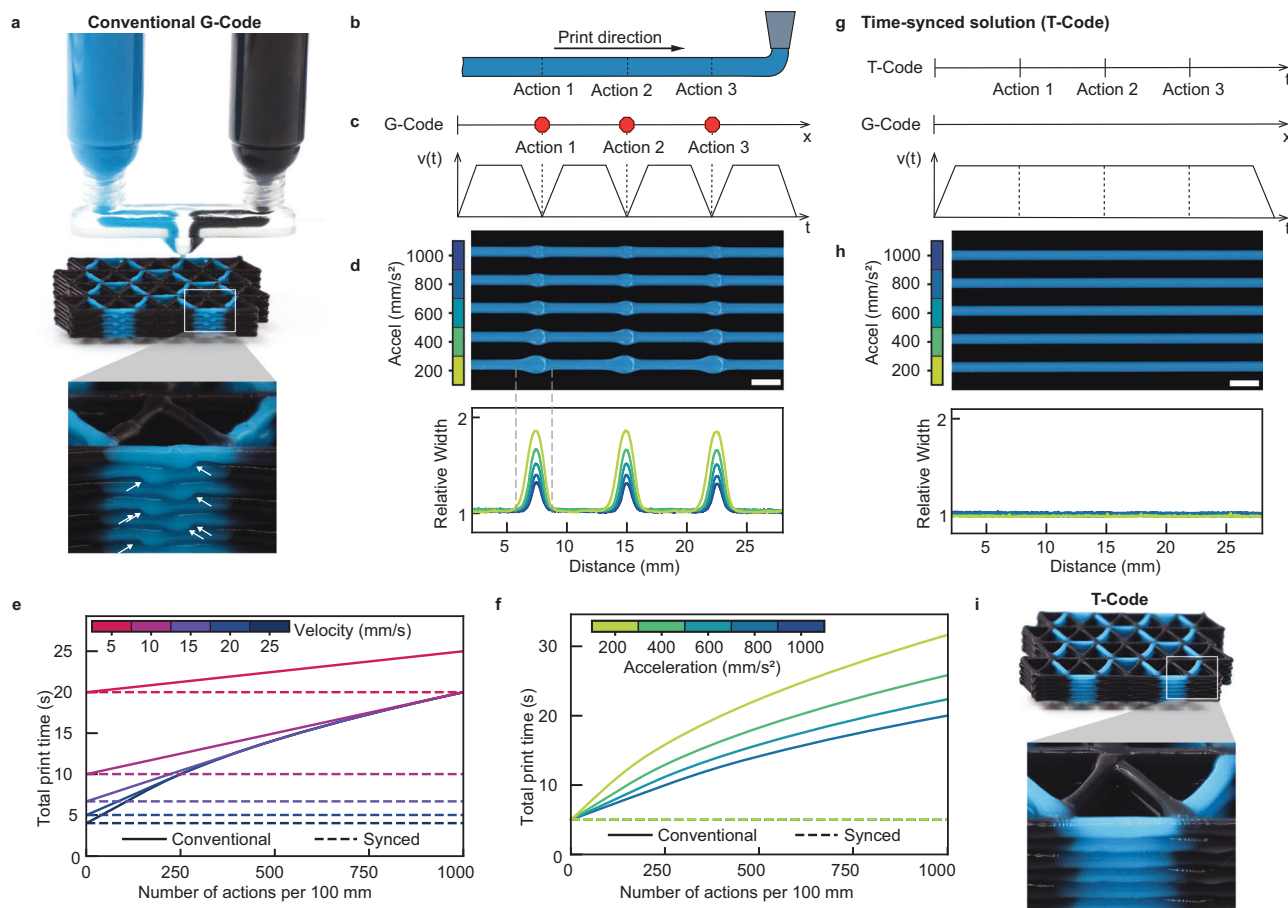 a
Conventional G-Code
b
Print direction
Action 1 Action 2 Action 3
c
G-Code
x
Action 1 Action 2 Action 3
v(t)
t
d
Accel (mm/s²)
1000
800
600
400
200
Relative Width
2
1
5 10 15 20 25
Distance (mm)
g
Time-synced solution (T-Code)
T-Code
t
Action 1 Action 2 Action 3
G-Code
x
v(t)
t
h
Accel (mm/s²)
1000
800
600
400
200
Relative Width
2
1
5 10 15 20 25
Distance (mm)
e
Velocity (mm/s)
5 10 15 20 25
Total print time (s)
25
20
15
10
5
0
Conventional Synced
0 250 500 750 1000
Number of actions per 100 mm
f
200 400 600 800 1000
Acceleration (mm/s²)
Total print time (s)
30
20
10
0
Conventional Synced
0 250 500 750 1000
Number of actions per 100 mm
i
T-Code